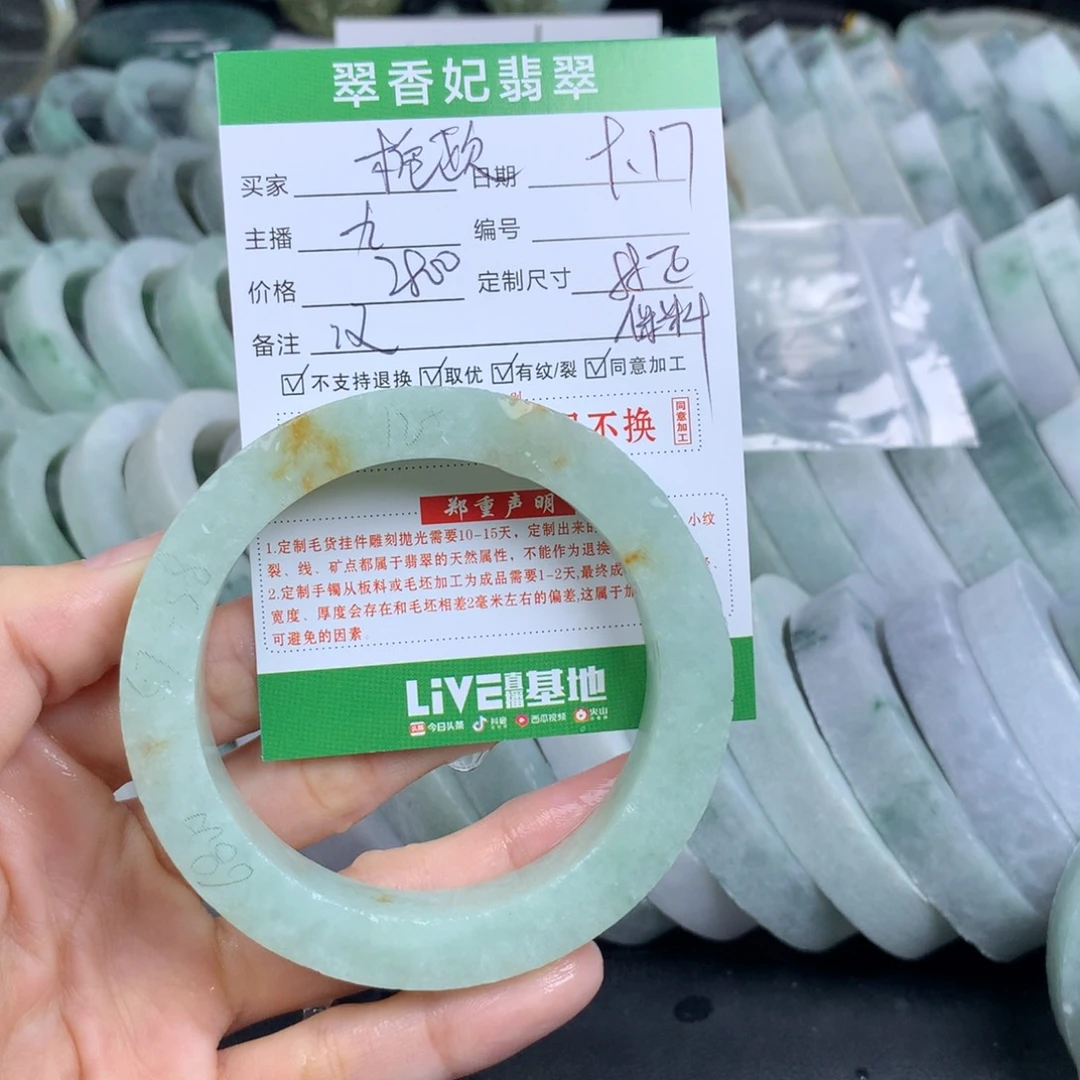 翠香妃翡翠
买家 日期
主播 九 编号
价格 2800 定制尺寸
备注
不支持退换 取优 有纹/裂 同意加工
不换 同意加工
郑重声明
1.定制毛货挂件雕刻抛光需要10-15天，定制出来的 小纹
裂、线、矿点都属于翡翠的天然属性，不能作为退换
2.定制手镯从板料或毛坯加工为成品需要1-2天,最终成
宽度、厚度会存在和毛坯相差2毫米左右的偏差,这属于加
可避免的因素。
LiVE直播基地
头条 今日头条 抖音 西瓜视频 火山
58